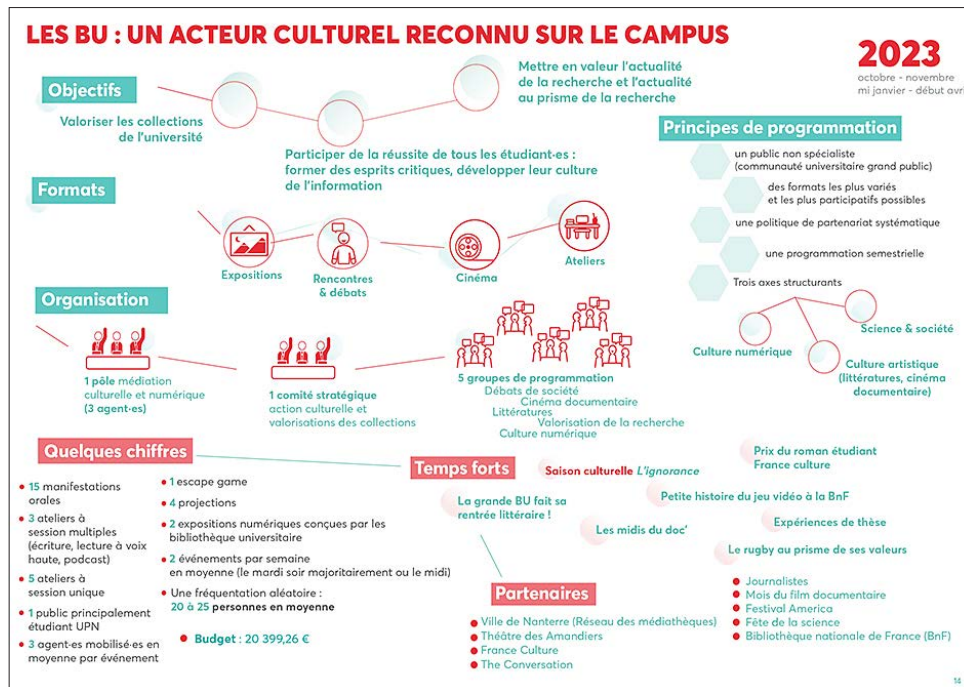 LES BU : UN ACTEUR CULTUREL RECONNU SUR LE CAMPUS
2023
octobre - novembre
mi janvier - début avril
Objectifs
Valoriser les collections
de l'université
Participer de la réussite de tous les étudiant·es :
former des esprits critiques, développer leur culture
de l'information
Mettre en valeur l'actualité
de la recherche et l'actualité
au prisme de la recherche
Principes de programmation
un public non spécialiste
(communauté universitaire grand public)
des formats les plus variés
et les plus participatifs possibles
une politique de partenariat systématique
une programmation semestrielle
Trois axes structurants
Culture numérique
Science & société
Culture artistique
(littératures, cinéma
documentaire)
Formats
Expositions
Rencontres
& débats
Cinéma
Ateliers
Organisation
1 pôle médiation
culturelle et numérique
(3 agent·es)
1 comité stratégique
action culturelle et
valorisations des collections
5 groupes de programmation
Débats de société
Cinéma documentaire
Littératures
Valorisation de la recherche
Culture numérique
Quelques chiffres
• 15 manifestations
orales
• 3 ateliers à
session multiples
(écriture, lecture à voix
haute, podcast)
• 5 ateliers à
session unique
• 1 public principalement
étudiant UPN
• 3 agent·es mobilisé·es en
moyenne par événement
• 1 escape game
• 4 projections
• 2 expositions numériques conçues par les
bibliothèque universitaire
• 2 événements par semaine
en moyenne (le mardi soir majoritairement ou le midi)
• Une fréquentation aléatoire :
20 à 25 personnes en moyenne
• Budget : 20 399,26 €
Temps forts
Saison culturelle L'ignorance
Prix du roman étudiant
France culture
La grande BU fait sa
rentrée littéraire !
Petite histoire du jeu vidéo à la BnF
Les midis du doc'
Expériences de thèse
Le rugby au prisme de ses valeurs
Partenaires
• Ville de Nanterre (Réseau des médiathèques)
• Théâtre des Amandiers
• France Culture
• The Conversation
• Journalistes
• Mois du film documentaire
• Festival America
• Fête de la science
• Bibliothèque nationale de France (BnF)
14